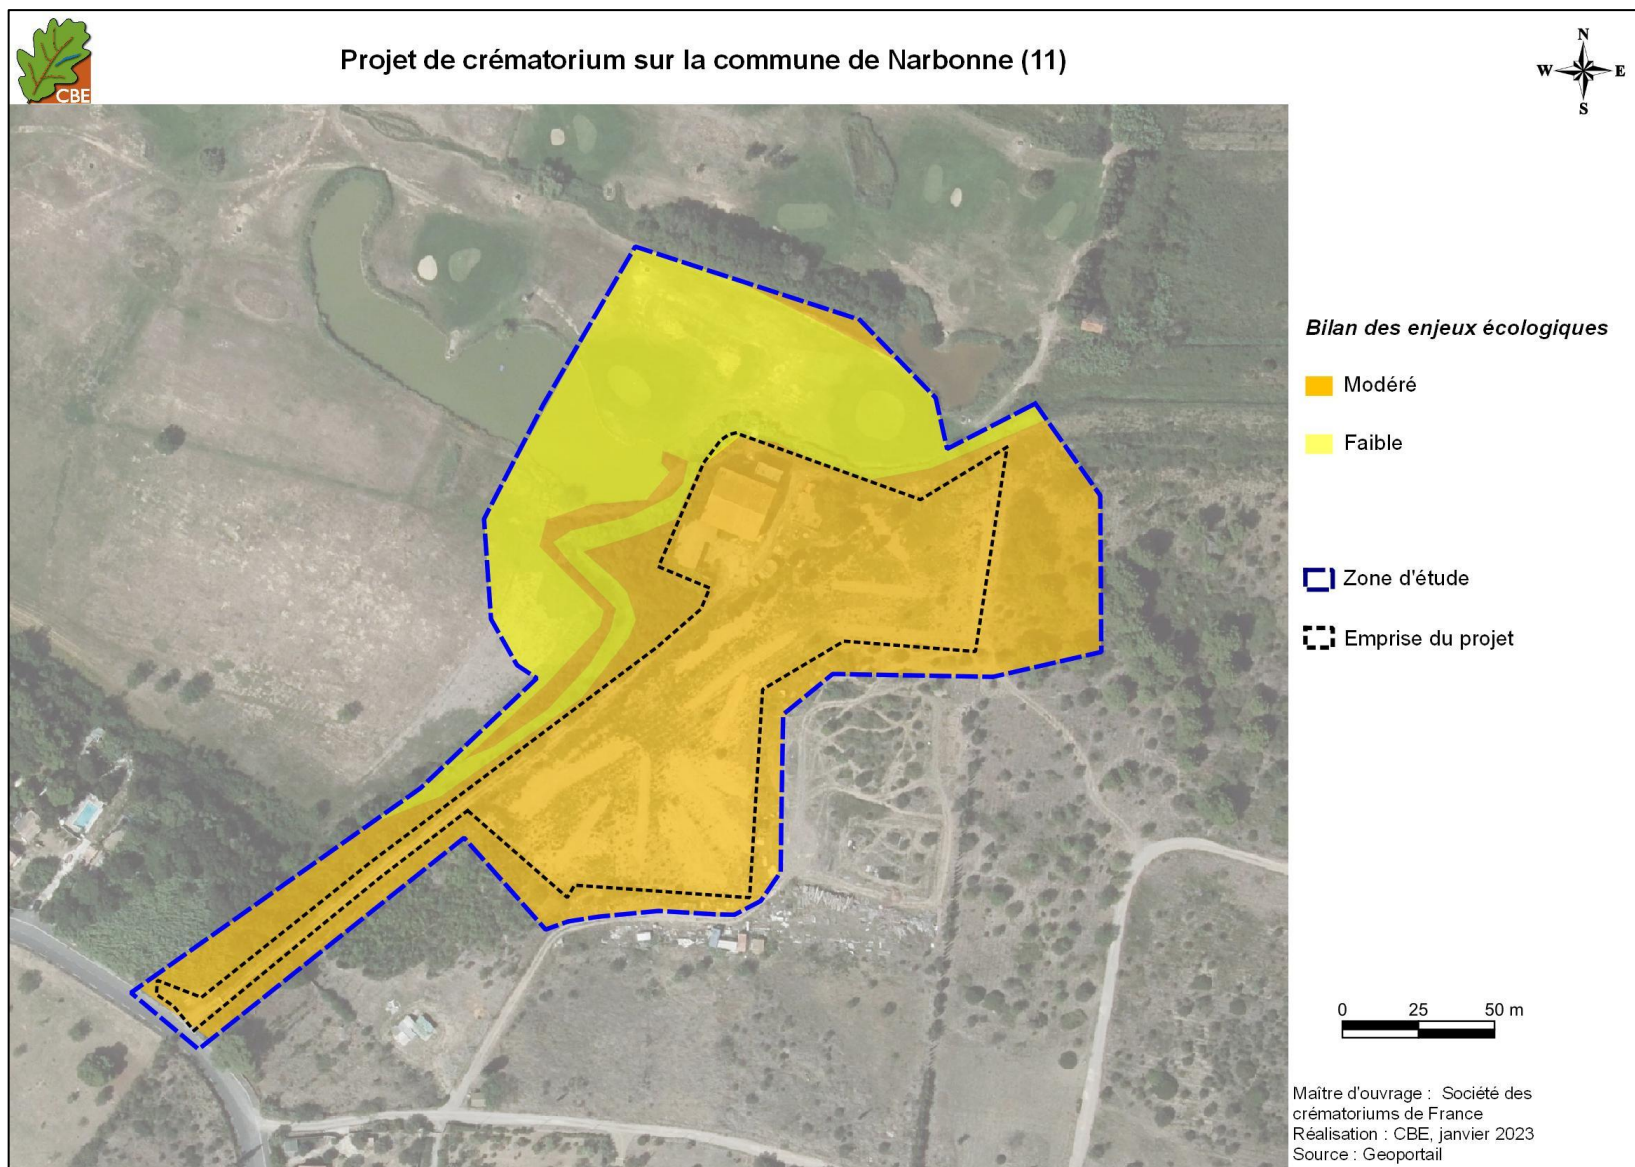 CBE
Projet de crématorium sur la commune de Narbonne (11)
N
W E
S
Bilan des enjeux écologiques
Modéré
Faible
Zone d'étude
Emprise du projet
0 25 50 m
Maître d'ouvrage : Société des
crématoriums de France
Réalisation : CBE, janvier 2023
Source : Geoportail